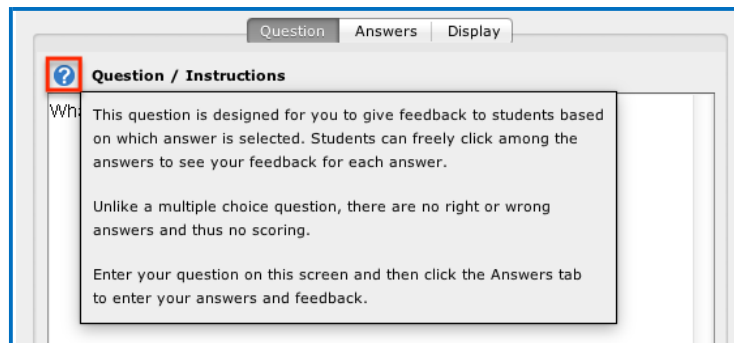 Question Answers Display
Question / Instructions
This question is designed for you to give feedback to students based
on which answer is selected. Students can freely click among the
answers to see your feedback for each answer.
Unlike a multiple choice question, there are no right or wrong
answers and thus no scoring.
Enter your question on this screen and then click the Answers tab
to enter your answers and feedback.